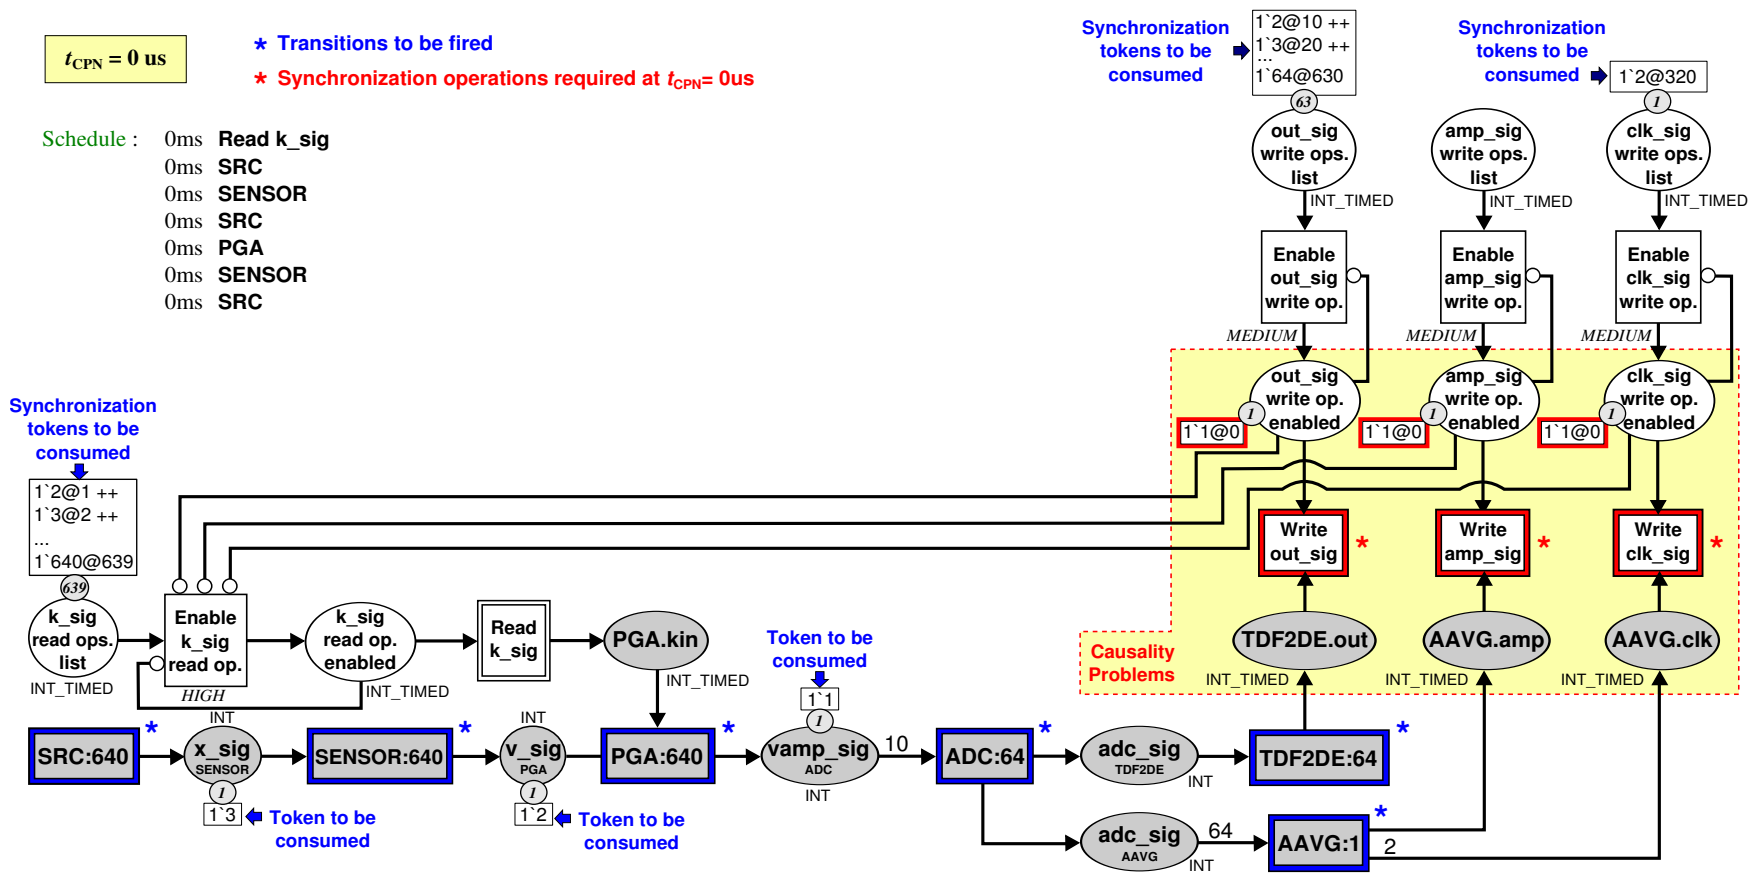 t_CPN = 0 us
* Transitions to be fired
* Synchronization operations required at t_CPN= 0us
Schedule :
0ms Read k_sig
0ms SRC
0ms SENSOR
0ms SRC
0ms PGA
0ms SENSOR
0ms SRC
Synchronization
tokens to be
consumed
1`2@10 ++
1`3@20 ++
...
1`64@630
63
out_sig
write ops.
list
INT_TIMED
amp_sig
write ops.
list
INT_TIMED
Synchronization
tokens to be
consumed
1`2@320
1
clk_sig
write ops.
list
INT_TIMED
Enable
out_sig
write op.
MEDIUM
Enable
amp_sig
write op.
MEDIUM
Enable
clk_sig
write op.
MEDIUM
out_sig
write op.
enabled
1
1`1@0
amp_sig
write op.
enabled
1
1`1@0
clk_sig
write op.
enabled
1
1`1@0
Write
out_sig
*
Write
amp_sig
*
Write
clk_sig
*
TDF2DE.out
INT_TIMED
AAVG.amp
INT_TIMED
AAVG.clk
INT_TIMED
Causality
Problems
Synchronization
tokens to be
consumed
1`2@1 ++
1`3@2 ++
...
1`640@639
639
k_sig
read ops.
list
INT_TIMED
Enable
k_sig
read op.
HIGH
k_sig
read op.
enabled
INT_TIMED
Read
k_sig
PGA.kin
INT_TIMED
Token to be
consumed
1`1
1
SRC:640
*
INT
x_sig
SENSOR
1
1`3
Token to be
consumed
SENSOR:640
*
INT
v_sig
PGA
1
1`2
Token to be
consumed
PGA:640
*
vamp_sig
ADC
INT
10
ADC:64
*
adc_sig
TDF2DE
INT
TDF2DE:64
*
adc_sig
AAVG
INT
64
AAVG:1
*
2